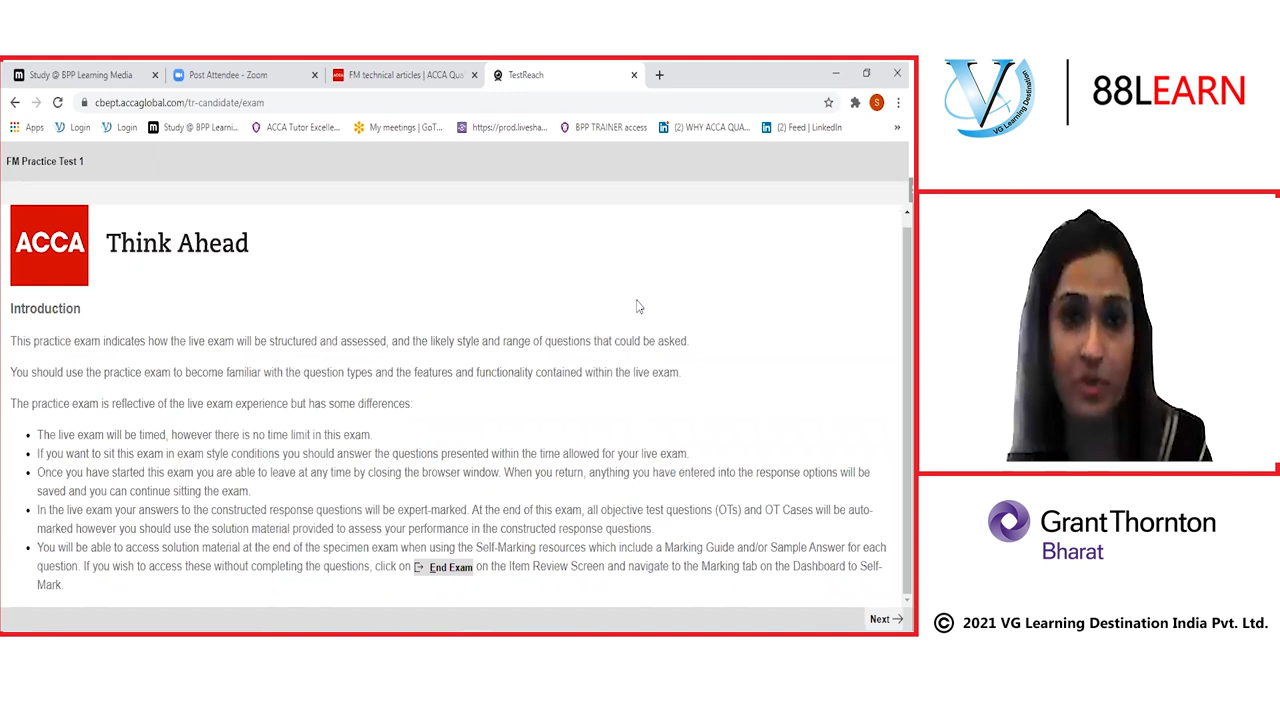 Study @ BPP Learning Media
Post Attendee - Zoom
FM technical articles | ACCA Qua
TestReach
cbept.accaglobal.com/tr-candidate/exam
S
Apps
Login
Login
Study @ BPP Learni...
ACCA Tutor Excelle...
My meetings | GoT...
https://prod.livesha...
BPP TRAINER access
(2) WHY ACCA QUA...
(2) Feed | LinkedIn
»
FM Practice Test 1
ACCA
Think Ahead
Introduction
This practice exam indicates how the live exam will be structured and assessed, and the likely style and range of questions that could be asked.
You should use the practice exam to become familiar with the question types and the features and functionality contained within the live exam.
The practice exam is reflective of the live exam experience but has some differences:
• The live exam will be timed, however there is no time limit in this exam.
• If you want to sit this exam in exam style conditions you should answer the questions presented within the time allowed for your live exam.
• Once you have started this exam you are able to leave at any time by closing the browser window. When you return, anything you have entered into the response options will be
saved and you can continue sitting the exam.
• In the live exam your answers to the constructed response questions will be expert-marked. At the end of this exam, all objective test questions (OTs) and OT Cases will be auto-
marked however you should use the solution material provided to assess your performance in the constructed response questions.
• You will be able to access solution material at the end of the specimen exam when using the Self-Marking resources which include a Marking Guide and/or Sample Answer for each
question. If you wish to access these without completing the questions, click on End Exam on the Item Review Screen and navigate to the Marking tab on the Dashboard to Self-
Mark.
Next
V
VG Learning Destination
88LEARN
Grant Thornton
Bharat
© 2021 VG Learning Destination India Pvt. Ltd.